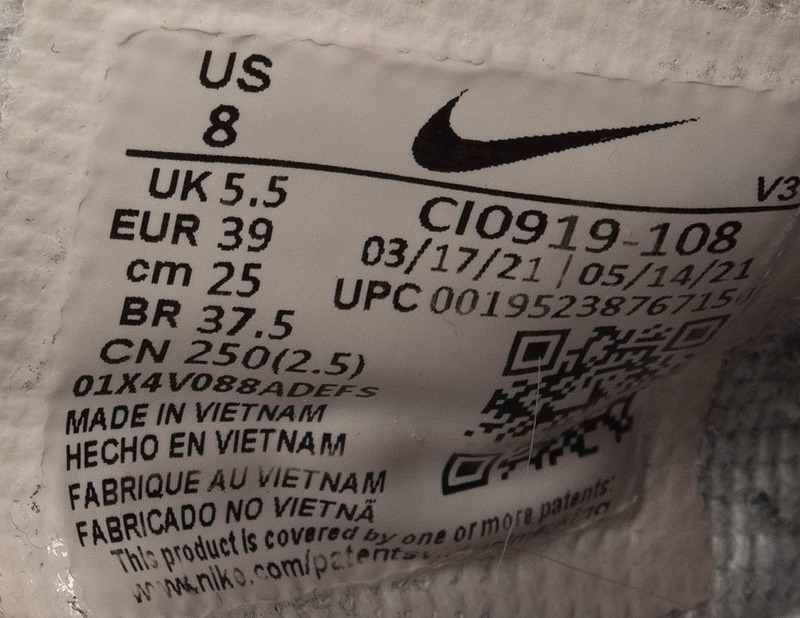 US
8
V3
UK 5.5
EUR 39
cm 25
BR 37.5
CN 250(2.5)
01X4V088ADEFS
CI0919-108
03/17/21 | 05/14/21
UPC
MADE IN VIETNAM
HECHO EN VIETNAM
FABRIQUE AU VIETNAM
FABRICADO NO VIETNÃ
This product is covered by one or more patents: